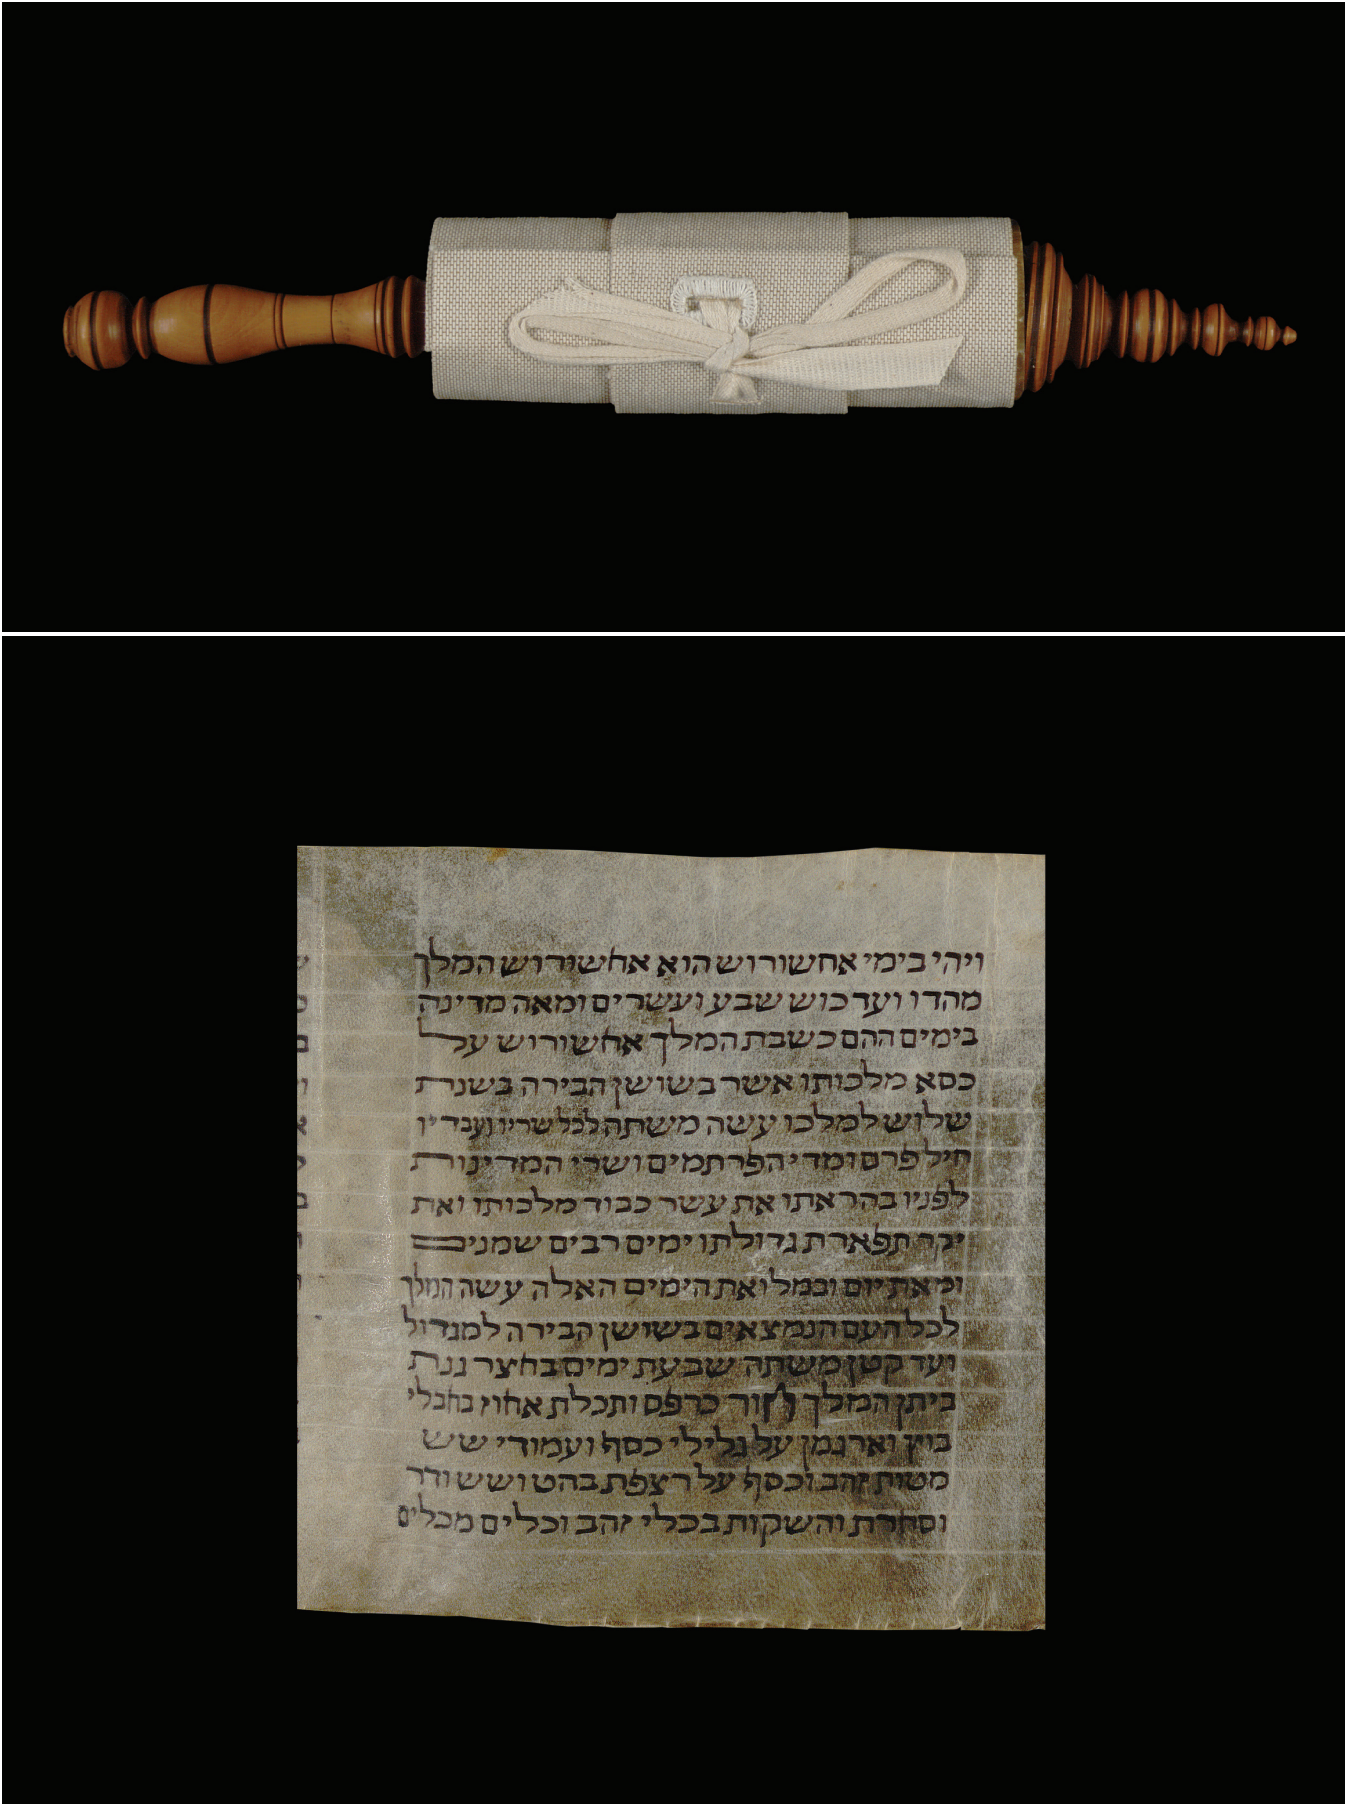 ויהי בימי אחשורוש הוא אחשורוש המלך
מהדו ועד כוש שבע ועשרים ומאה מדינה
בימים ההם כשבת המלך אחשורוש על
כסא מלכותו אשר בשושן הבירה בשנת
שלוש למלכו עשה משתה לכל שריו ועבדיו
חיל פרס ומדי הפרתמים ושרי המדינות
לפניו בהראתו את עשר כבוד מלכותו ואת
יקר תפארת גדולתו ימים רבים שמנים
ומאת יום ובמלואת הימים האלה עשה המלך
לכל העם הנמצאים בשושן הבירה למגדול
ועד קטן משתה שבעת ימים בחצר גנת
ביתן המלך חור כרפס ותכלת אחוז בחבלי
בוץ וארגמן על גלילי כסף ועמודי שש
מטות זהב וכסף על רצפת בהט ושש ודר
וסחרת והשקות בכלי זהב וכלים מכלים